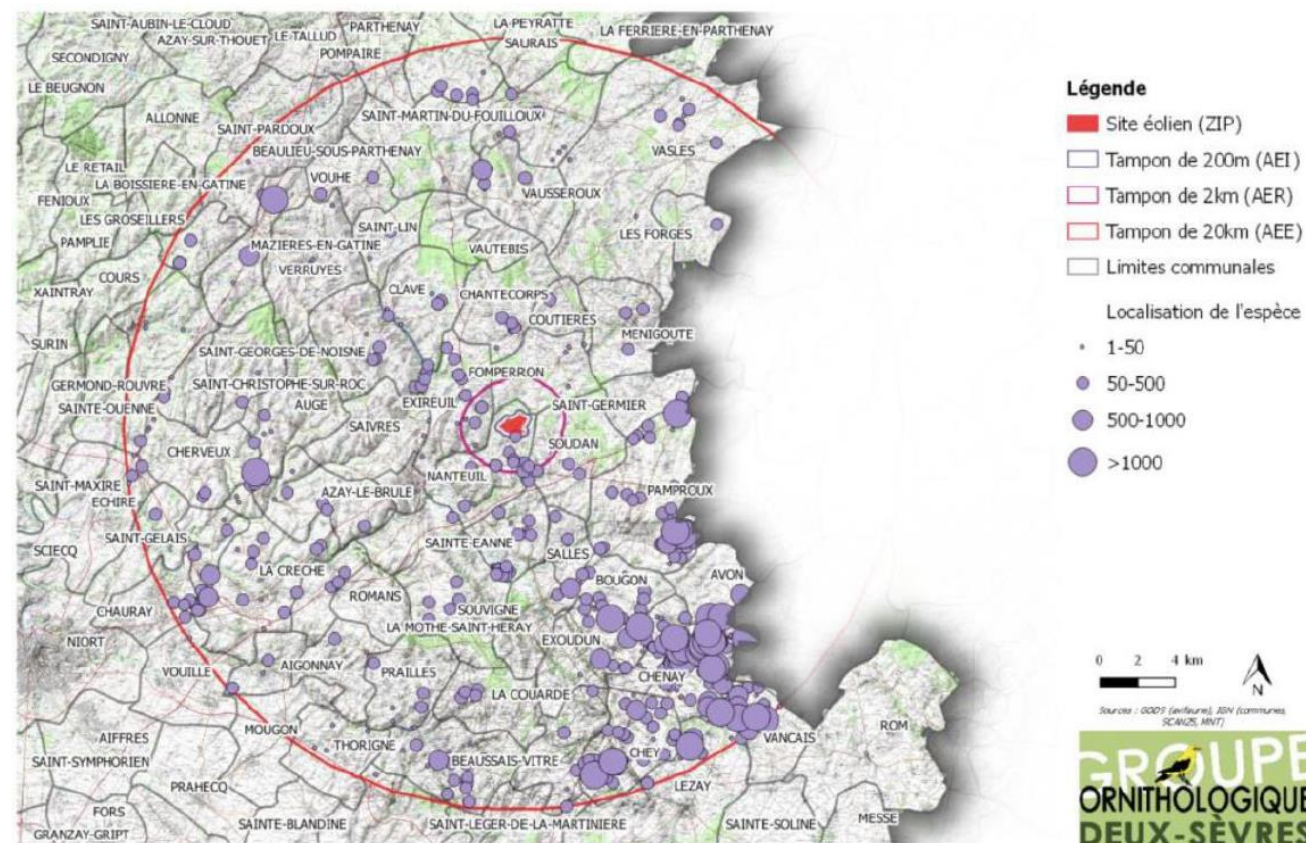 SAINT-AUBIN-LE-CLOUD
PARTHENAY
LA PEYRATTE
AZAY-SUR-THOUET
LE TALLUD
SAURAIS
LA FERRIERE-EN-PARTHENAY
SECONDIGNY
POMPAIRE
LE BEUGNON
ALLONNE
SAINT-MARTIN-DU-FOUILLOUX
SAINT-PARDOUX
BEAULIEU-SOUS-PARTHENAY
VASLES
LE RETAIL
LA BOISSIERE-EN-GATINE
VOUHE
VAUSSEROUX
FENIOUX
LES GROSEILLERS
SAINT-LIN
LES FORGES
PAMPLIE
MAZIERES-EN-GATINE
VAUTEBIS
COURS
VERRUYES
XAINTRAY
CLAVE
CHANTECORPS
COUTIERES
MENIGOUTE
SURIN
SAINT-GEORGES-DE-NOISNE
GERMOND-ROUVRE
SAINT-CHRISTOPHE-SUR-ROC
FOMPERRON
SAINTE-OUENNE
AUGE
EXIREUIL
SAINT-GERMIER
SAIVRES
CHERVEUX
SOUDAN
SAINT-MAXIRE
NANTEUIL
ECHIRE
AZAY-LE-BRULE
PAMPROUX
SAINT-GELAIS
SAINTE-EANNE
SCIECQ
SALLES
LA CRECHE
BOUGON
AVON
CHAURAY
ROMANS
SOUVIGNE
NIORT
LA MOTHE-SAINT-HERAY
EXOUDUN
VOUILLE
AIGONNAY
PRAILLES
CHENAY
LA COUARDE
ROM
AIFFRES
MOUGON
VANCAIS
THORIGNE
CHEY
SAINT-SYMPHORIEN
BEAUSSAIS-VITRE
PRAHECQ
LEZAY
FORS
SAINTE-BLANDINE
SAINT-LEGER-DE-LA-MARTINIERE
SAINTE-SOLINE
MESSE
GRANZAY-GRIPT
Légende
Site éolien (ZIP)
Tampon de 200m (AEI)
Tampon de 2km (AER)
Tampon de 20km (AEE)
Limites communales
Localisation de l'espèce
1-50
50-500
500-1000
>1000
0 2 4 km
N
Sources : GODS (avifaune), IGN (communes,
SCAN25, MNT)
GROUPE
ORNITHOLOGIQUE
DEUX-SÈVRES